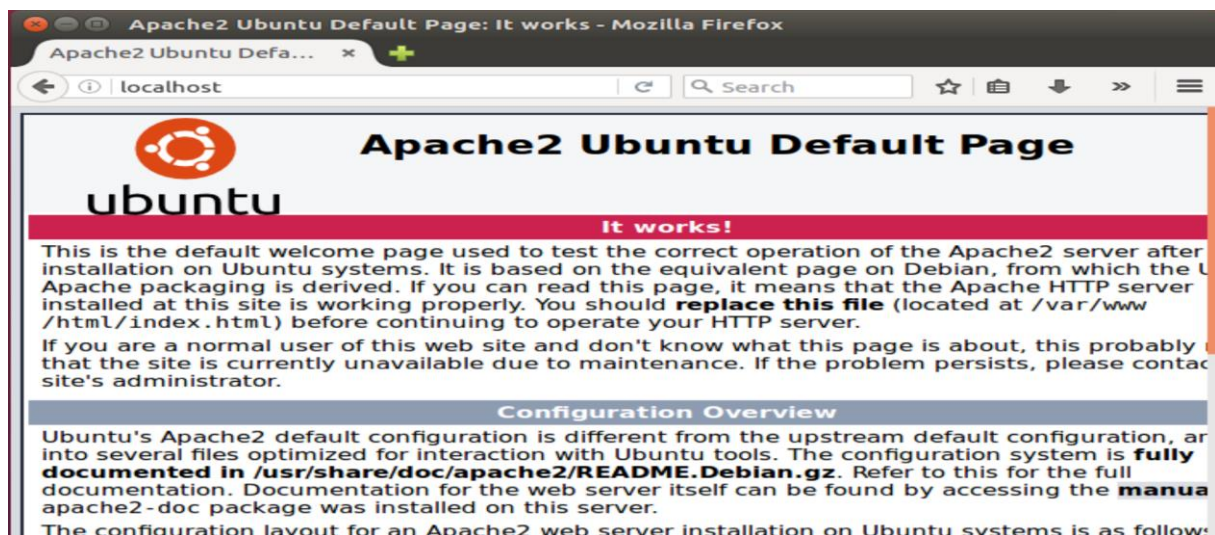 Apache2 Ubuntu Default Page: It works - Mozilla Firefox
Apache2 Ubuntu Defa...
localhost
Search
ubuntu
Apache2 Ubuntu Default Page
It works!
This is the default welcome page used to test the correct operation of the Apache2 server after
installation on Ubuntu systems. It is based on the equivalent page on Debian, from which the
Apache packaging is derived. If you can read this page, it means that the Apache HTTP server
installed at this site is working properly. You should replace this file (located at /var/www
/html/index.html) before continuing to operate your HTTP server.
If you are a normal user of this web site and don't know what this page is about, this probably
that the site is currently unavailable due to maintenance. If the problem persists, please contac
site's administrator.
Configuration Overview
Ubuntu's Apache2 default configuration is different from the upstream default configuration, an
into several files optimized for interaction with Ubuntu tools. The configuration system is fully
documented in /usr/share/doc/apache2/README.Debian.gz. Refer to this for the full
documentation. Documentation for the web server itself can be found by accessing the manua
apache2-doc package was installed on this server.
The configuration layout for an Apache2 web server installation on Ubuntu systems is as follow